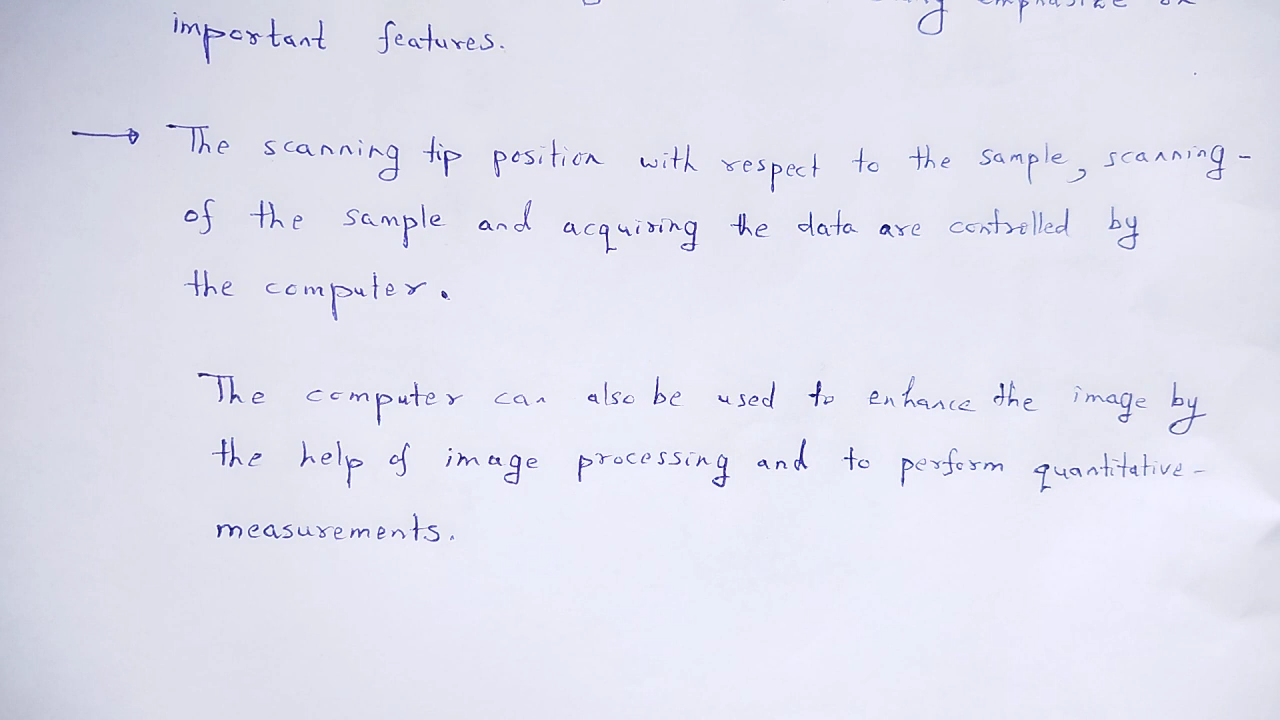 emphasize on
important features.
→ The scanning tip position with respect to the sample, scanning -
of the sample and acquiring the data are controlled by
the computer.
The computer can also be used to enhance the image by
the help of image processing and to perform quantitative -
measurements.